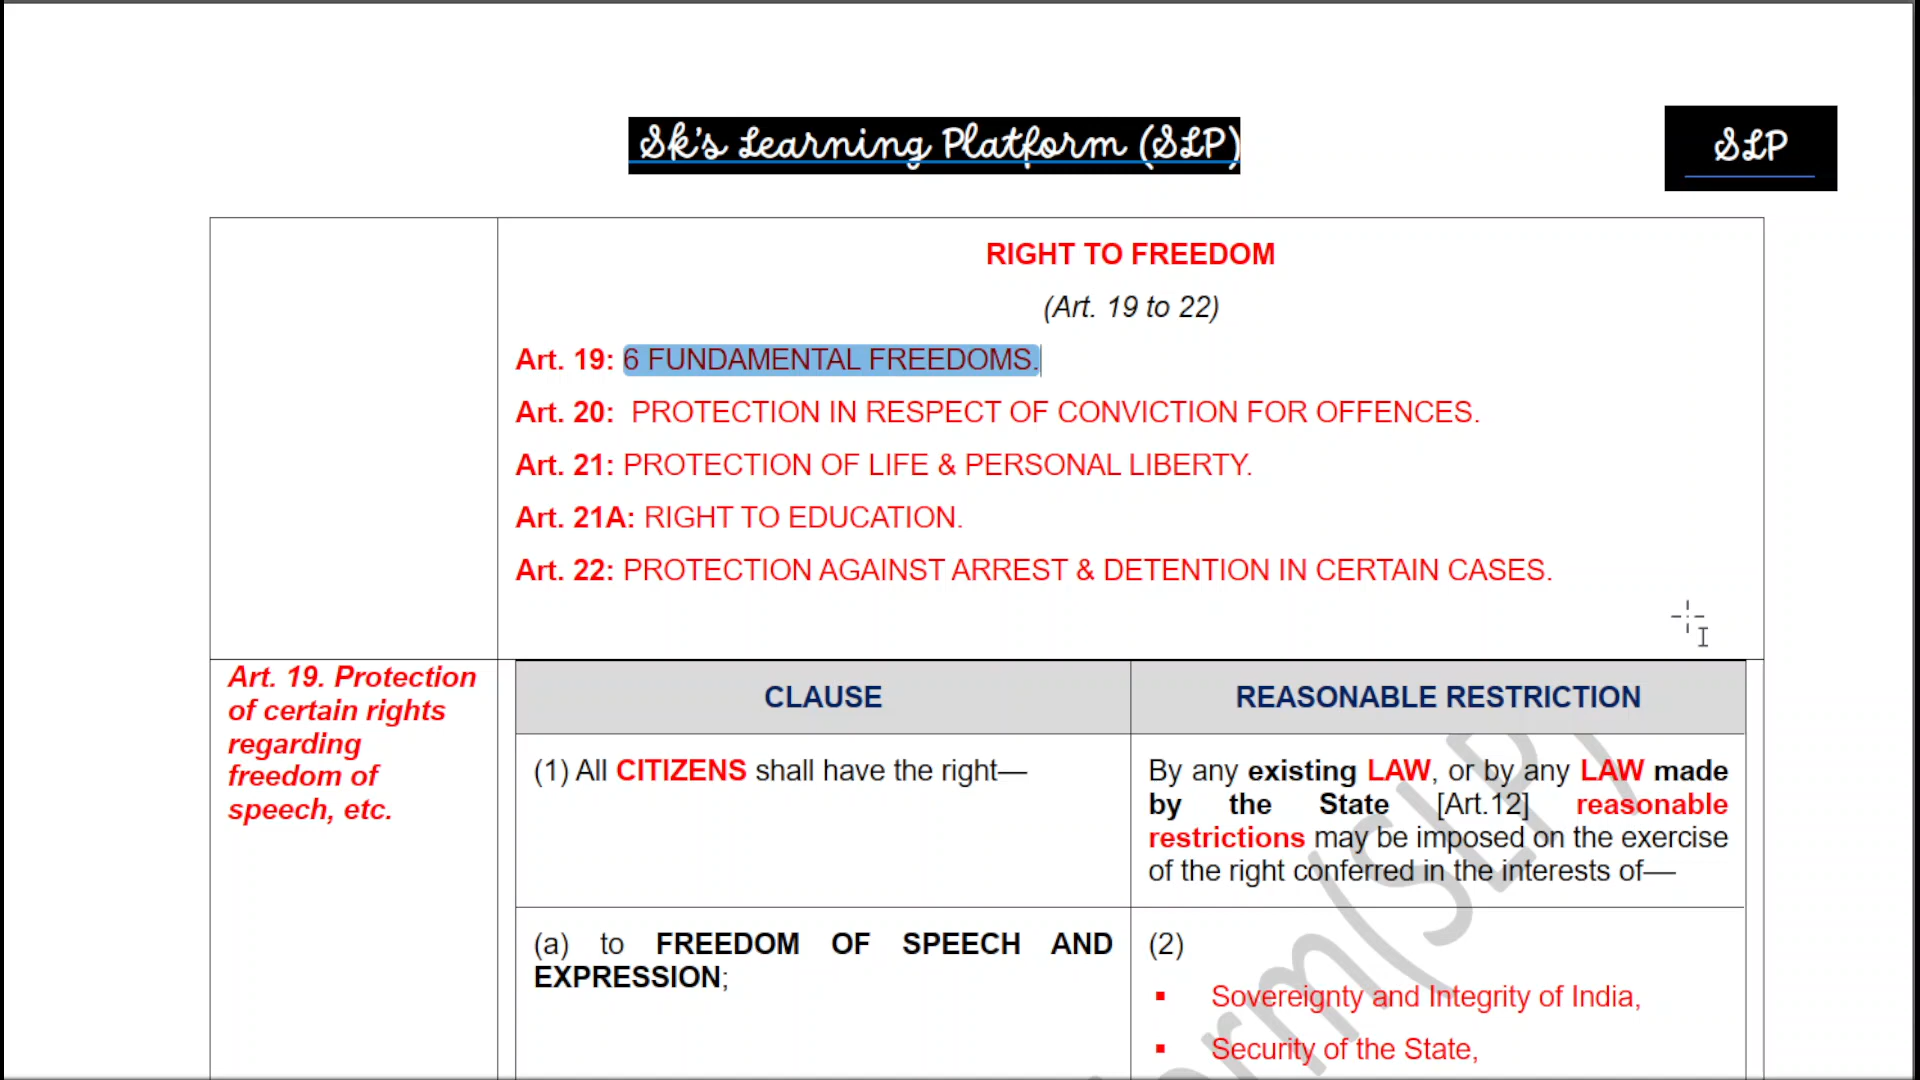 Sk's Learning Platform (SLP)
SLP
RIGHT TO FREEDOM
(Art. 19 to 22)
Art. 19: 6 FUNDAMENTAL FREEDOMS.
Art. 20: PROTECTION IN RESPECT OF CONVICTION FOR OFFENCES.
Art. 21: PROTECTION OF LIFE & PERSONAL LIBERTY.
Art. 21A: RIGHT TO EDUCATION.
Art. 22: PROTECTION AGAINST ARREST & DETENTION IN CERTAIN CASES.
Art. 19. Protection
of certain rights
regarding
freedom of
speech, etc.
CLAUSE
REASONABLE RESTRICTION
(1) All CITIZENS shall have the right—
By any existing LAW, or by any LAW made
by the State [Art.12] reasonable
restrictions may be imposed on the exercise
of the right conferred in the interests of—
(a) to FREEDOM OF SPEECH AND
EXPRESSION;
(2)
▪ Sovereignty and Integrity of India,
▪ Security of the State,
orm(SLP)